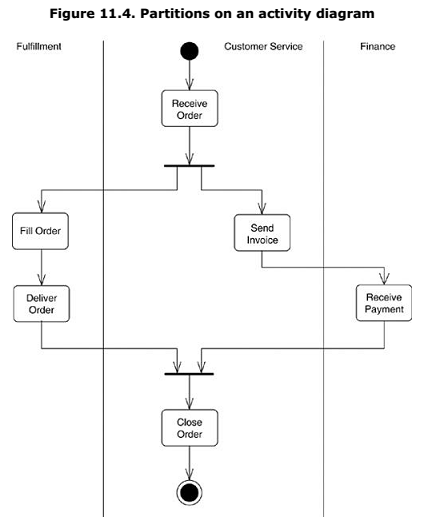 Figure 11.4. Partitions on an activity diagram
Fulfillment
Customer Service
Finance
Receive
Order
Fill Order
Send
Invoice
Deliver
Order
Receive
Payment
Close
Order